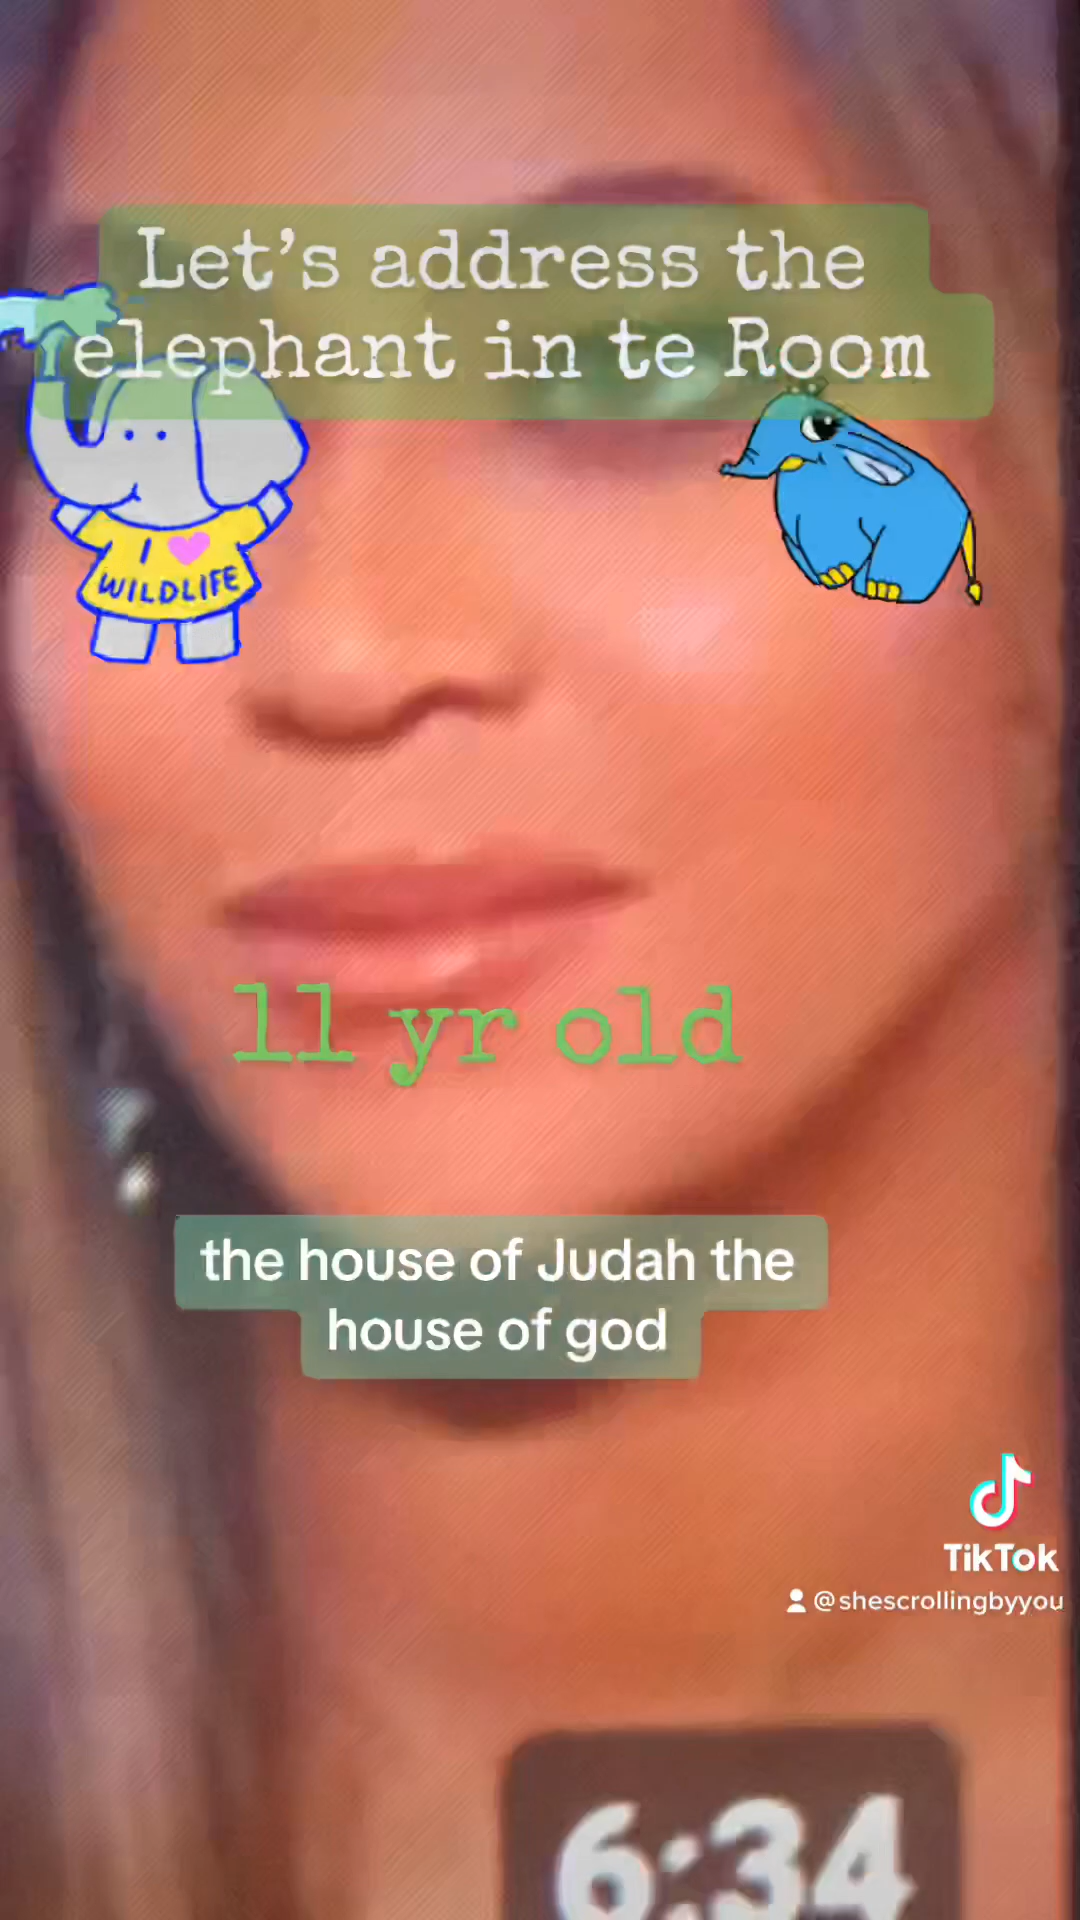 Let's address the
elephant in te Room
I
WILDLIFE
11 yr old
the house of Judah the
house of god
TikTok
@shescrollingbyyou
6:34